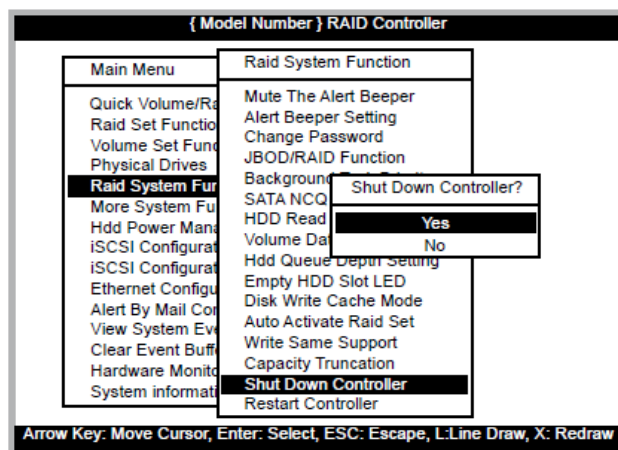 { Model Number } RAID Controller
Main Menu
Quick Volume/Ra
Raid Set Functio
Volume Set Func
Physical Drives
Raid System Fun
More System Fu
Hdd Power Mana
iSCSI Configurat
iSCSI Configurat
Ethernet Configu
Alert By Mail Con
View System Eve
Clear Event Buff
Hardware Monito
System informati
Raid System Function
Mute The Alert Beeper
Alert Beeper Setting
Change Password
JBOD/RAID Function
Background
SATA NCQ
HDD Read
Volume Dat
Hdd Queue Depth Setting
Empty HDD Slot LED
Disk Write Cache Mode
Auto Activate Raid Set
Write Same Support
Capacity Truncation
Shut Down Controller
Restart Controller
Shut Down Controller?
Yes
No
Arrow Key: Move Cursor, Enter: Select, ESC: Escape, L:Line Draw, X: Redraw